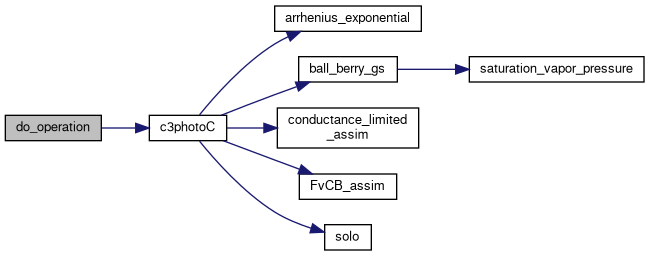 arrhenius_exponential
ball_berry_gs
saturation_vapor_pressure
do_operation
c3photoC
conductance_limited
_assim
FvCB_assim
solo